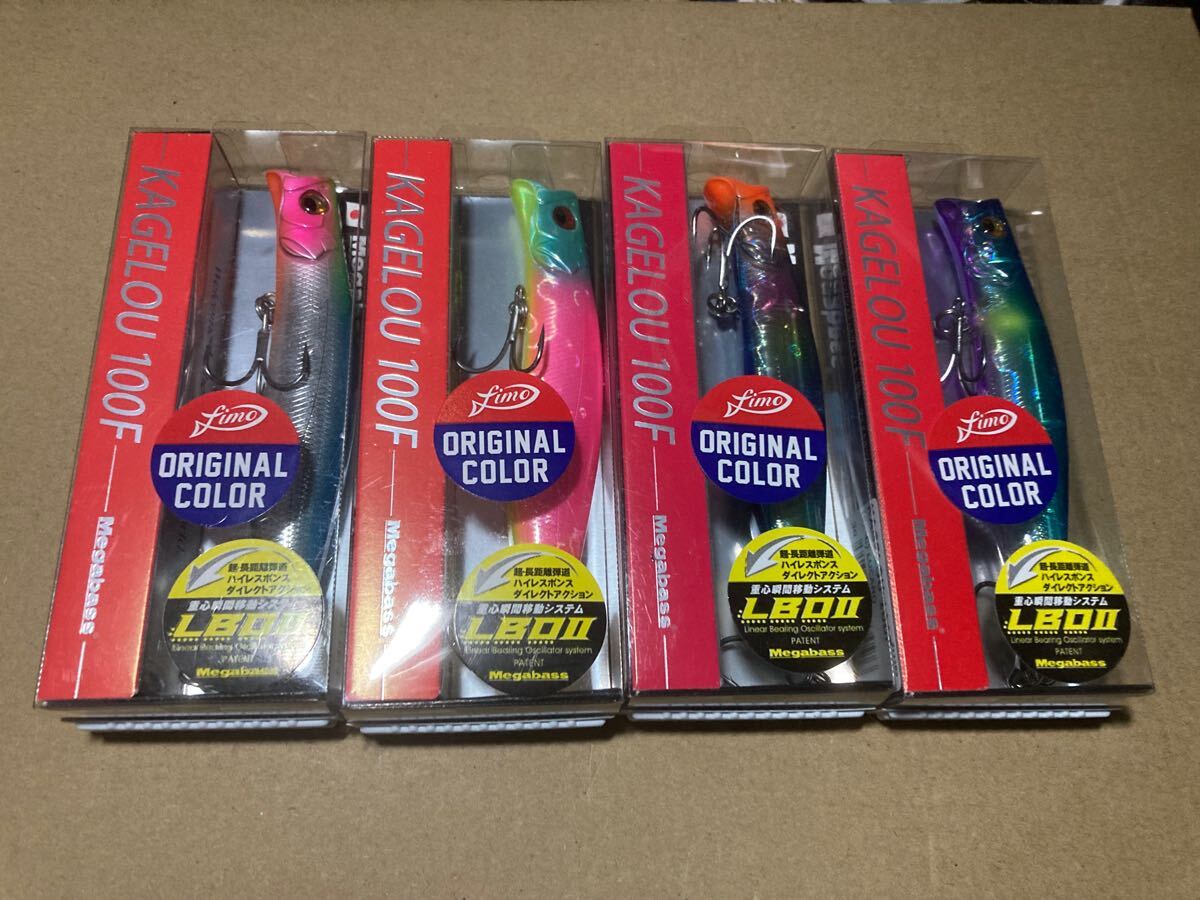 KAGELOU 100F
Megabass
fimo
ORIGINAL
COLOR
超・長距離弾道
ハイレスポンス
ダイレクトアクション
重心瞬間移動システム
LBOII
Linear Bearing Oscillator system
PATENT
KAGELOU 100F
Megabass
fimo
ORIGINAL
COLOR
超・長距離弾道
ハイレスポンス
ダイレクトアクション
重心瞬間移動システム
LBOII
Linear Bearing Oscillator system
PATENT
Megabass
KAGELOU 100F
Megabass
fimo
ORIGINAL
COLOR
超・長距離弾道
ハイレスポンス
ダイレクトアクション
重心瞬間移動システム
LBOII
Linear Bearing Oscillator system
PATENT
Megabass
KAGELOU 100F
Megabass
fimo
ORIGINAL
COLOR
超・長距離弾道
ハイレスポンス
ダイレクトアクション
重心瞬間移動システム
LBOII
Linear Bearing Oscillator system
PATENT
Megabass